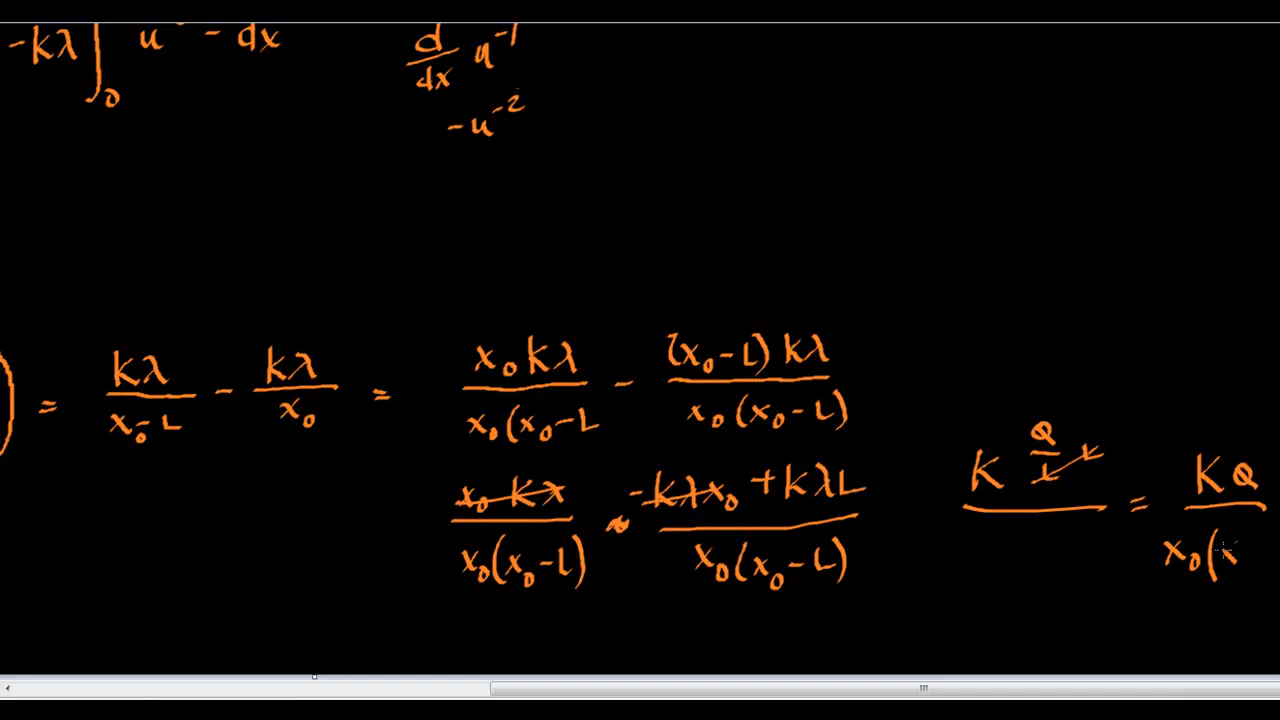 -kλ ∫₀ u⁻ - dx    d/dx u⁻¹
-u⁻²
= kλ/(x₀-L) - kλ/x₀ = x₀kλ/(x₀(x₀-L - (x₀-L)kλ/(x₀(x₀-L))
x₀kλ/(x₀(x₀-L)) (-kλx₀+kλL)/(x₀(x₀-L))    K Q/L L = KQ/(x₀(x